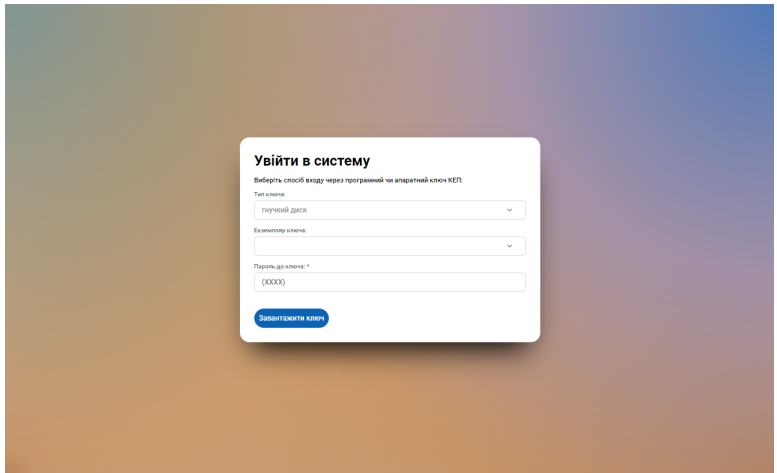 Увійти в систему
Виберіть спосіб входу через програмний чи апаратний ключ КЕП:
Тип ключа:
гнучкий диск
Екземпляр ключа:
Пароль до ключа: *
(XXXX)
Завантажити ключ